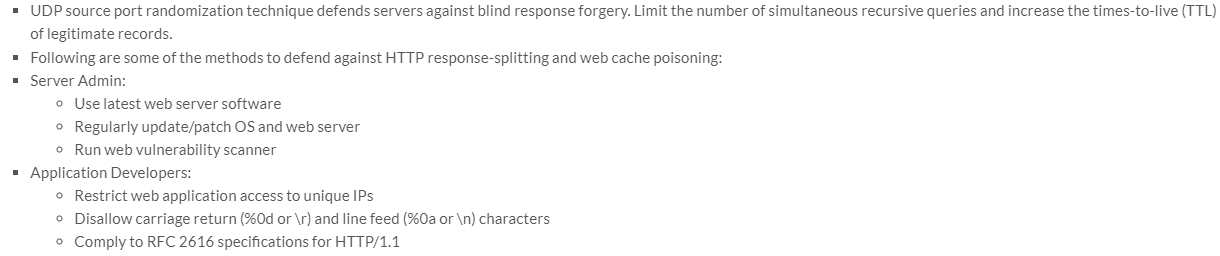 UDP source port randomization technique defends servers against blind response forgery. Limit the number of simultaneous recursive queries and increase the times-to-live (TTL)
of legitimate records.
Following are some of the methods to defend against HTTP response-splitting and web cache poisoning:
Server Admin:
Use latest web server software
Regularly update/patch OS and web server
Run web vulnerability scanner
Application Developers:
Restrict web application access to unique IPs
Disallow carriage return (%0d or \r) and line feed (%0a or \n) characters
Comply to RFC 2616 specifications for HTTP/1.1